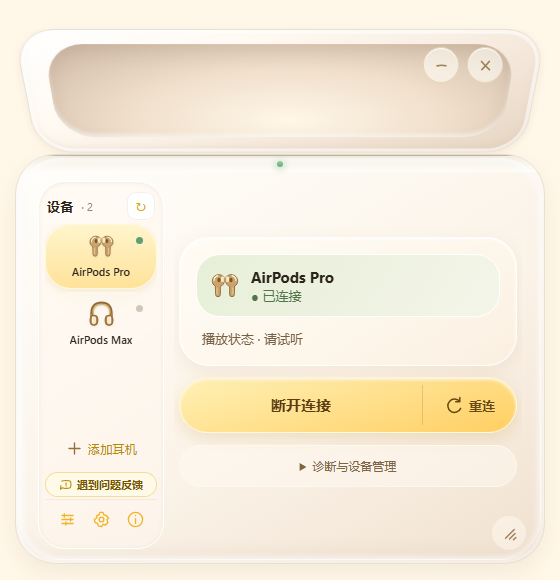 设备 · 2
AirPods Pro
AirPods Max
添加耳机
遇到问题反馈
AirPods Pro
已连接
播放状态 · 请试听
断开连接
重连
诊断与设备管理